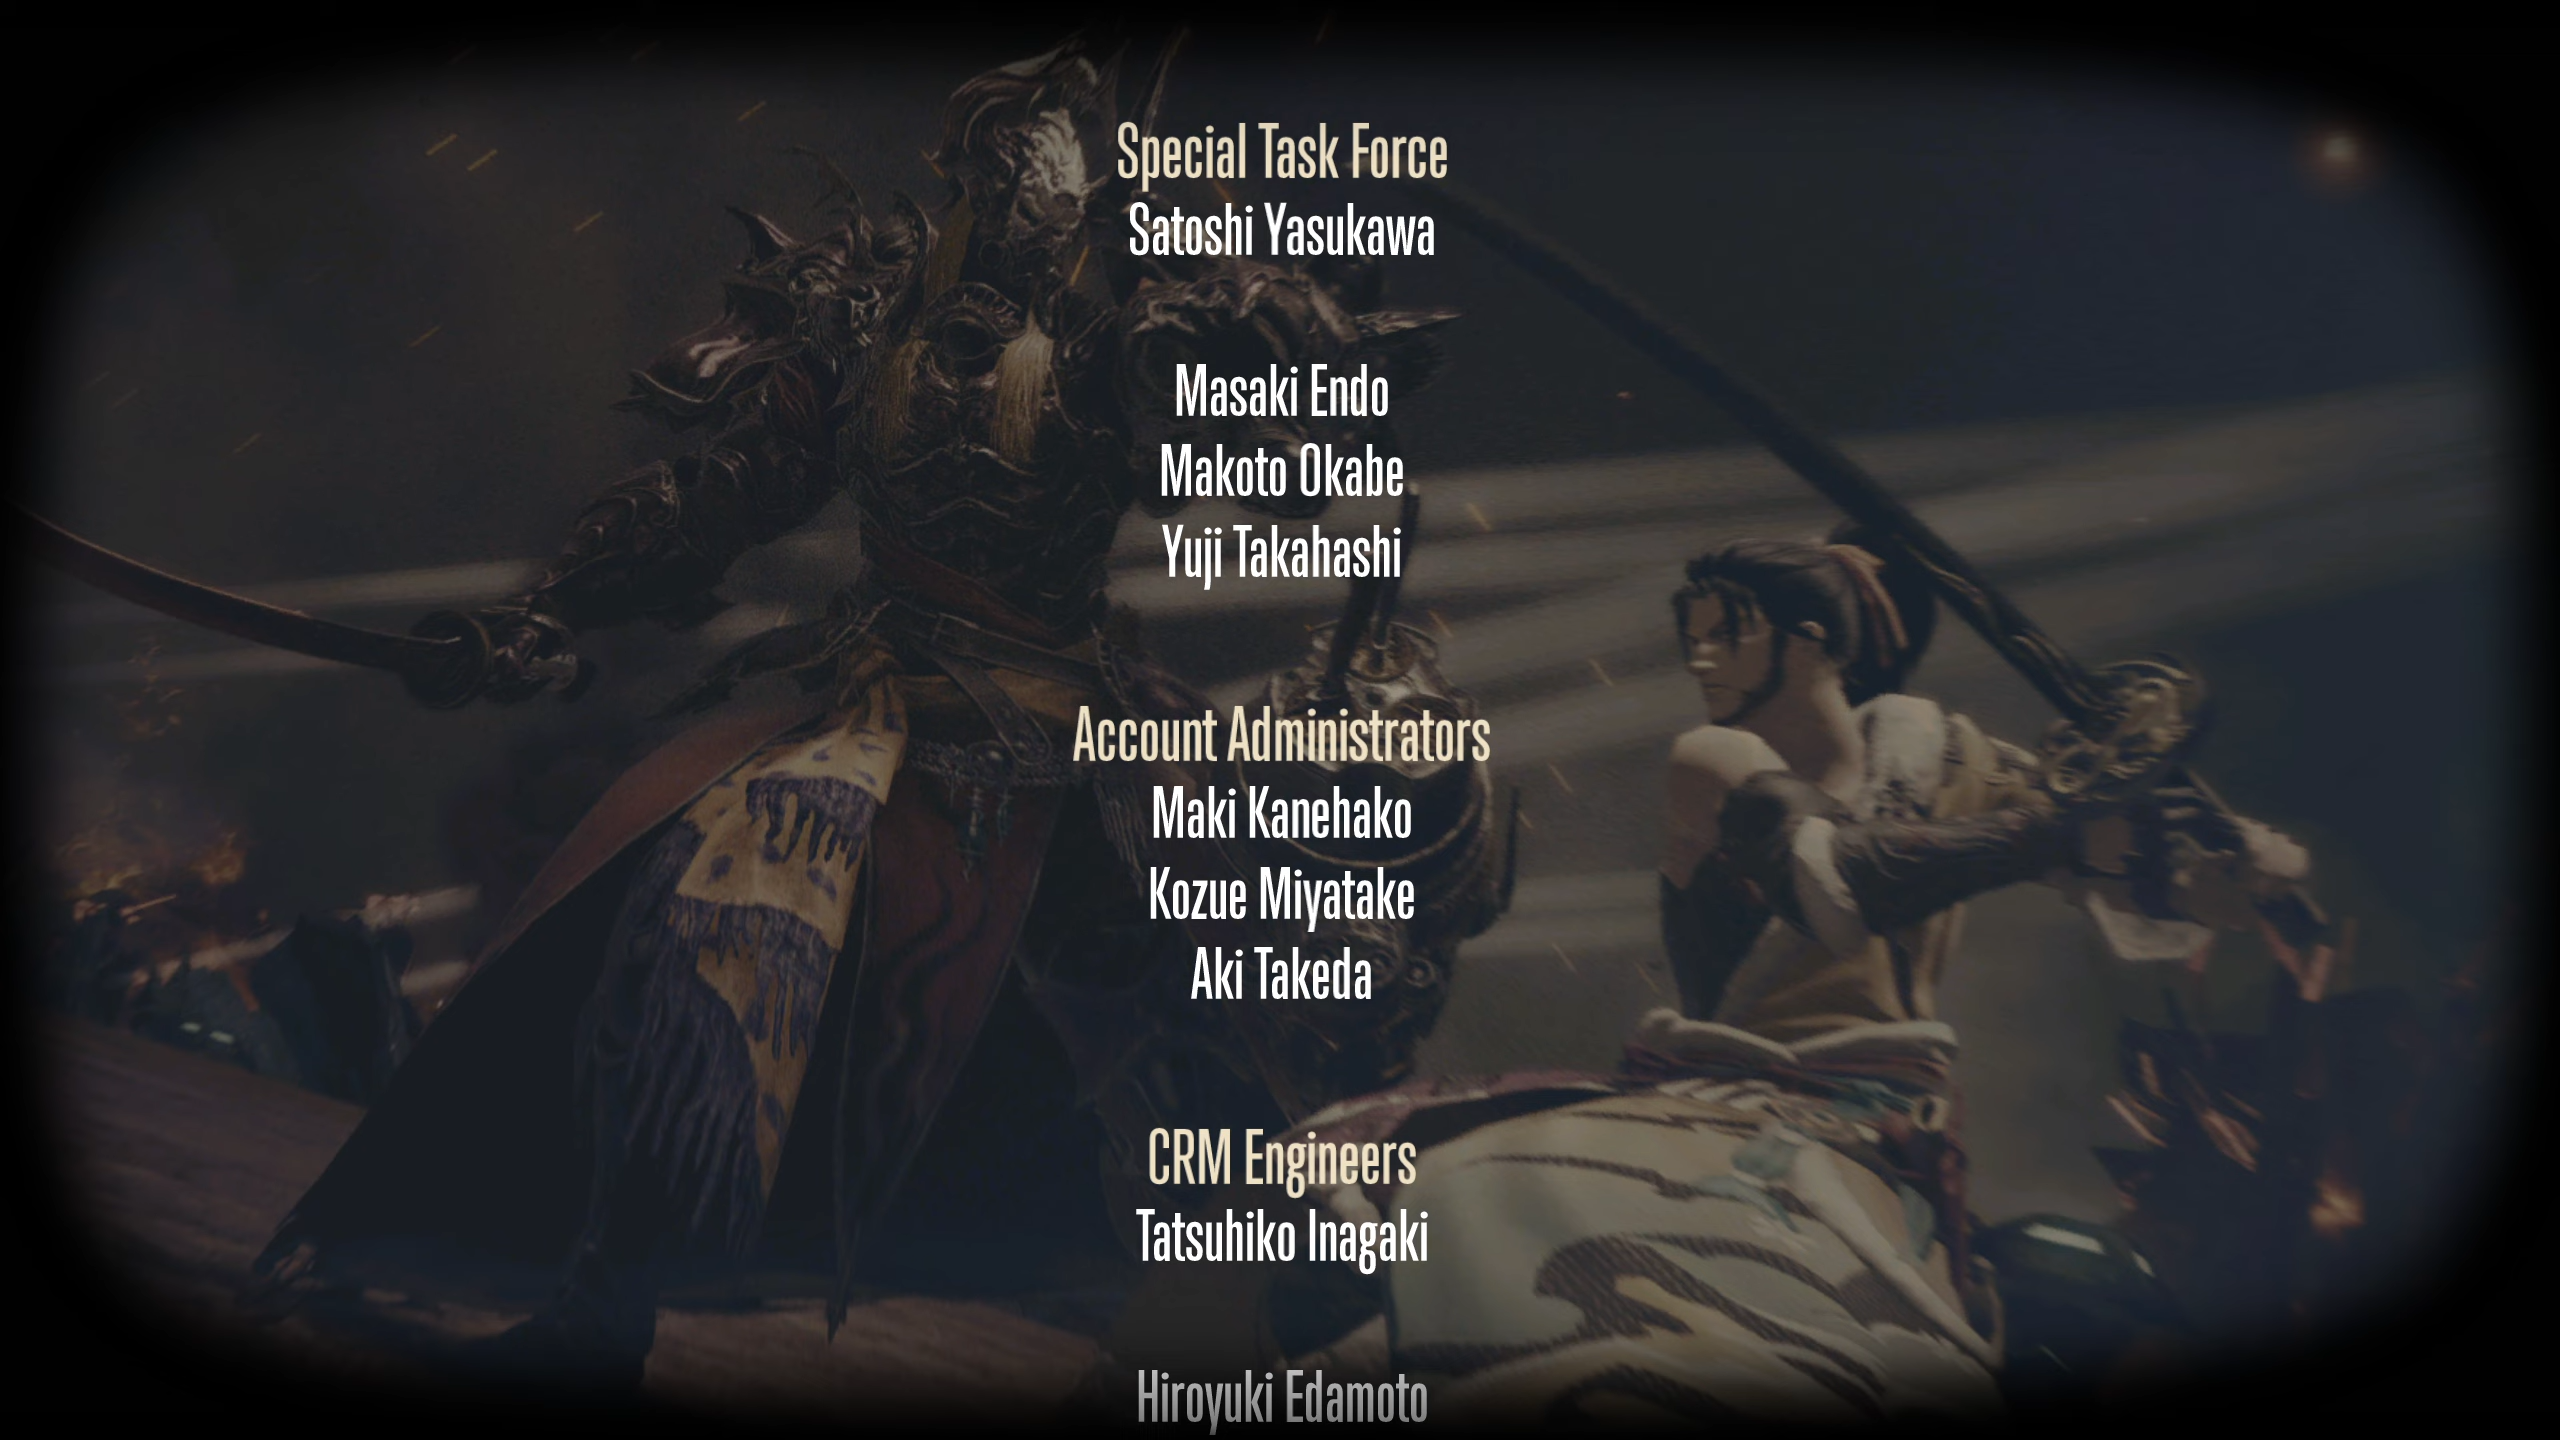 Special Task Force
Satoshi Yasukawa
Masaki Endo
Makoto Okabe
Yuji Takahashi
Account Administrators
Maki Kanehako
Kozue Miyatake
Aki Takeda
CRM Engineers
Tatsuhiko Inagaki
Hiroyuki Edamoto